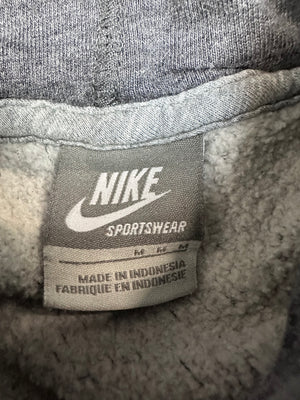 NIKE
SPORTSWEAR
M M M
MADE IN INDONESIA
FABRIQUE EN INDONESIE